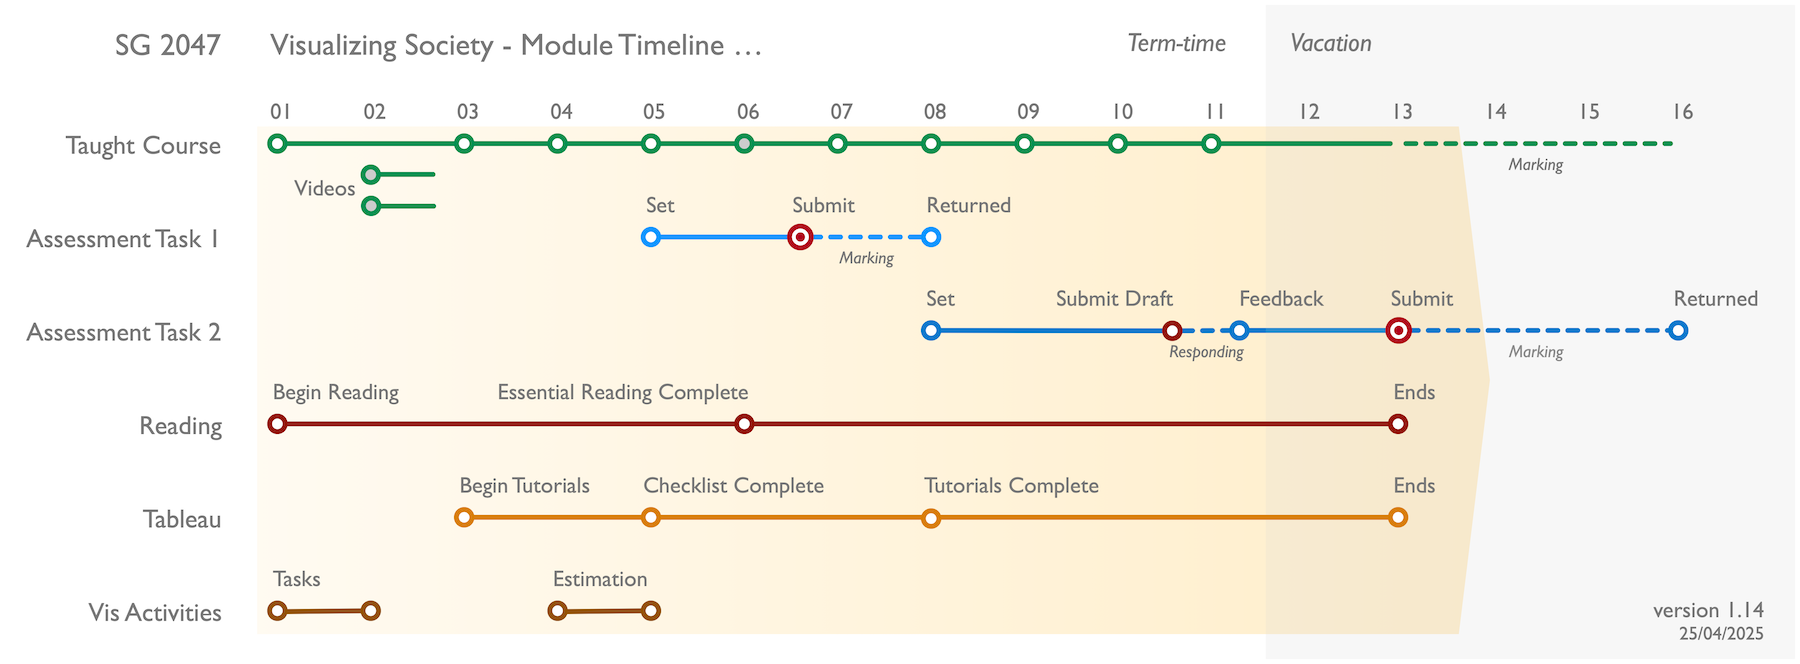 SG 2047 Visualizing Society - Module Timeline … Term-time Vacation
01 02 03 04 05 06 07 08 09 10 11 12 13 14 15 16
Taught Course
Marking
Videos
Set Submit Returned
Assessment Task 1
Marking
Set Submit Draft Feedback Submit Returned
Assessment Task 2
Responding Marking
Begin Reading Essential Reading Complete Ends
Reading
Begin Tutorials Checklist Complete Tutorials Complete Ends
Tableau
Tasks Estimation
Vis Activities
version 1.14
25/04/2025